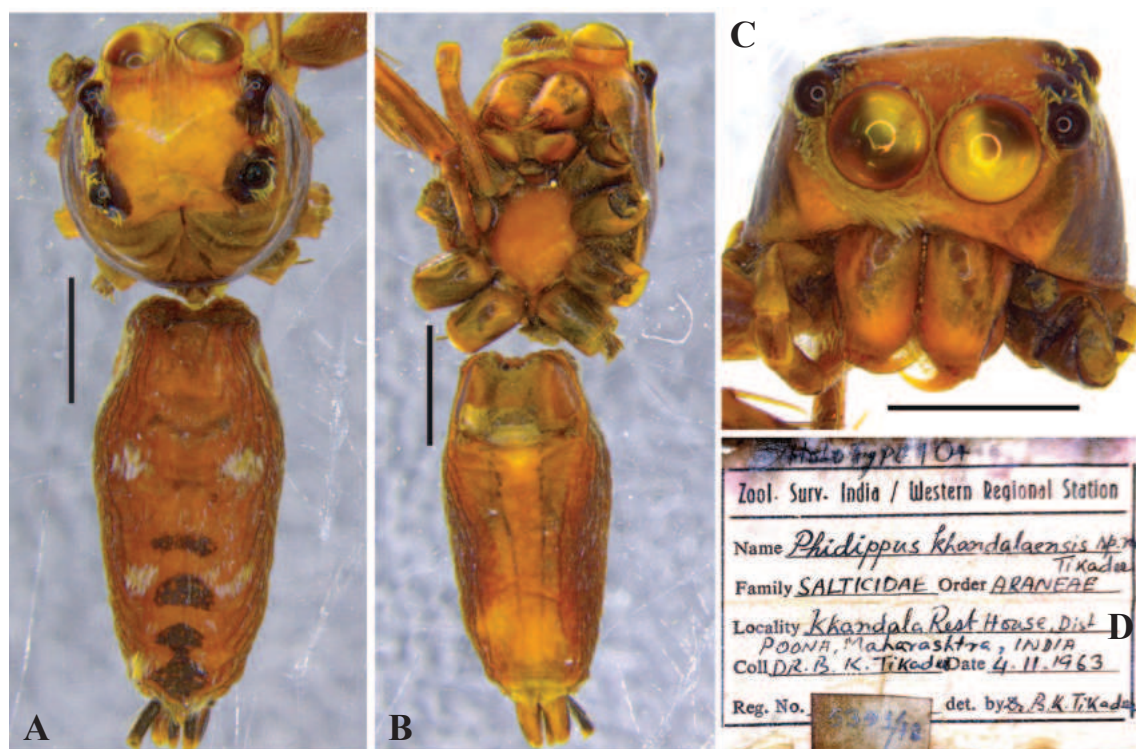 A
B
C
D
Holotype 1 O+
Zool. Surv. India / Western Regional Station
Name Phidippus khandalaensis sp. n.
Tikader
Family SALTICIDAE Order ARANEAE
Locality Khandala Rest House, Dist
POONA, Maharashtra, INDIA
Coll DR. B. K. Tikader Date 4.11.1963
Reg. No. det. by Dr B.K. Tikader